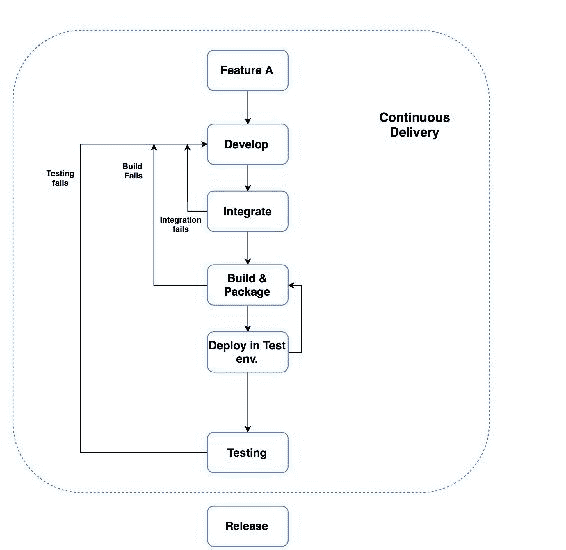 Feature A
Continuous
Delivery
Develop
Testing
fails
Build
Fails
Integrate
Integration
fails
Build &
Package
Deploy in Test
env.
Testing
Release